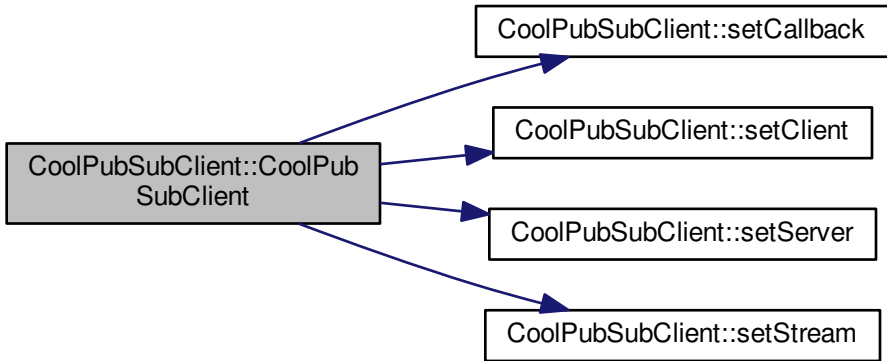 CoolPubSubClient::setCallback
CoolPubSubClient::setClient
CoolPubSubClient::CoolPub
SubClient
CoolPubSubClient::setServer
CoolPubSubClient::setStream